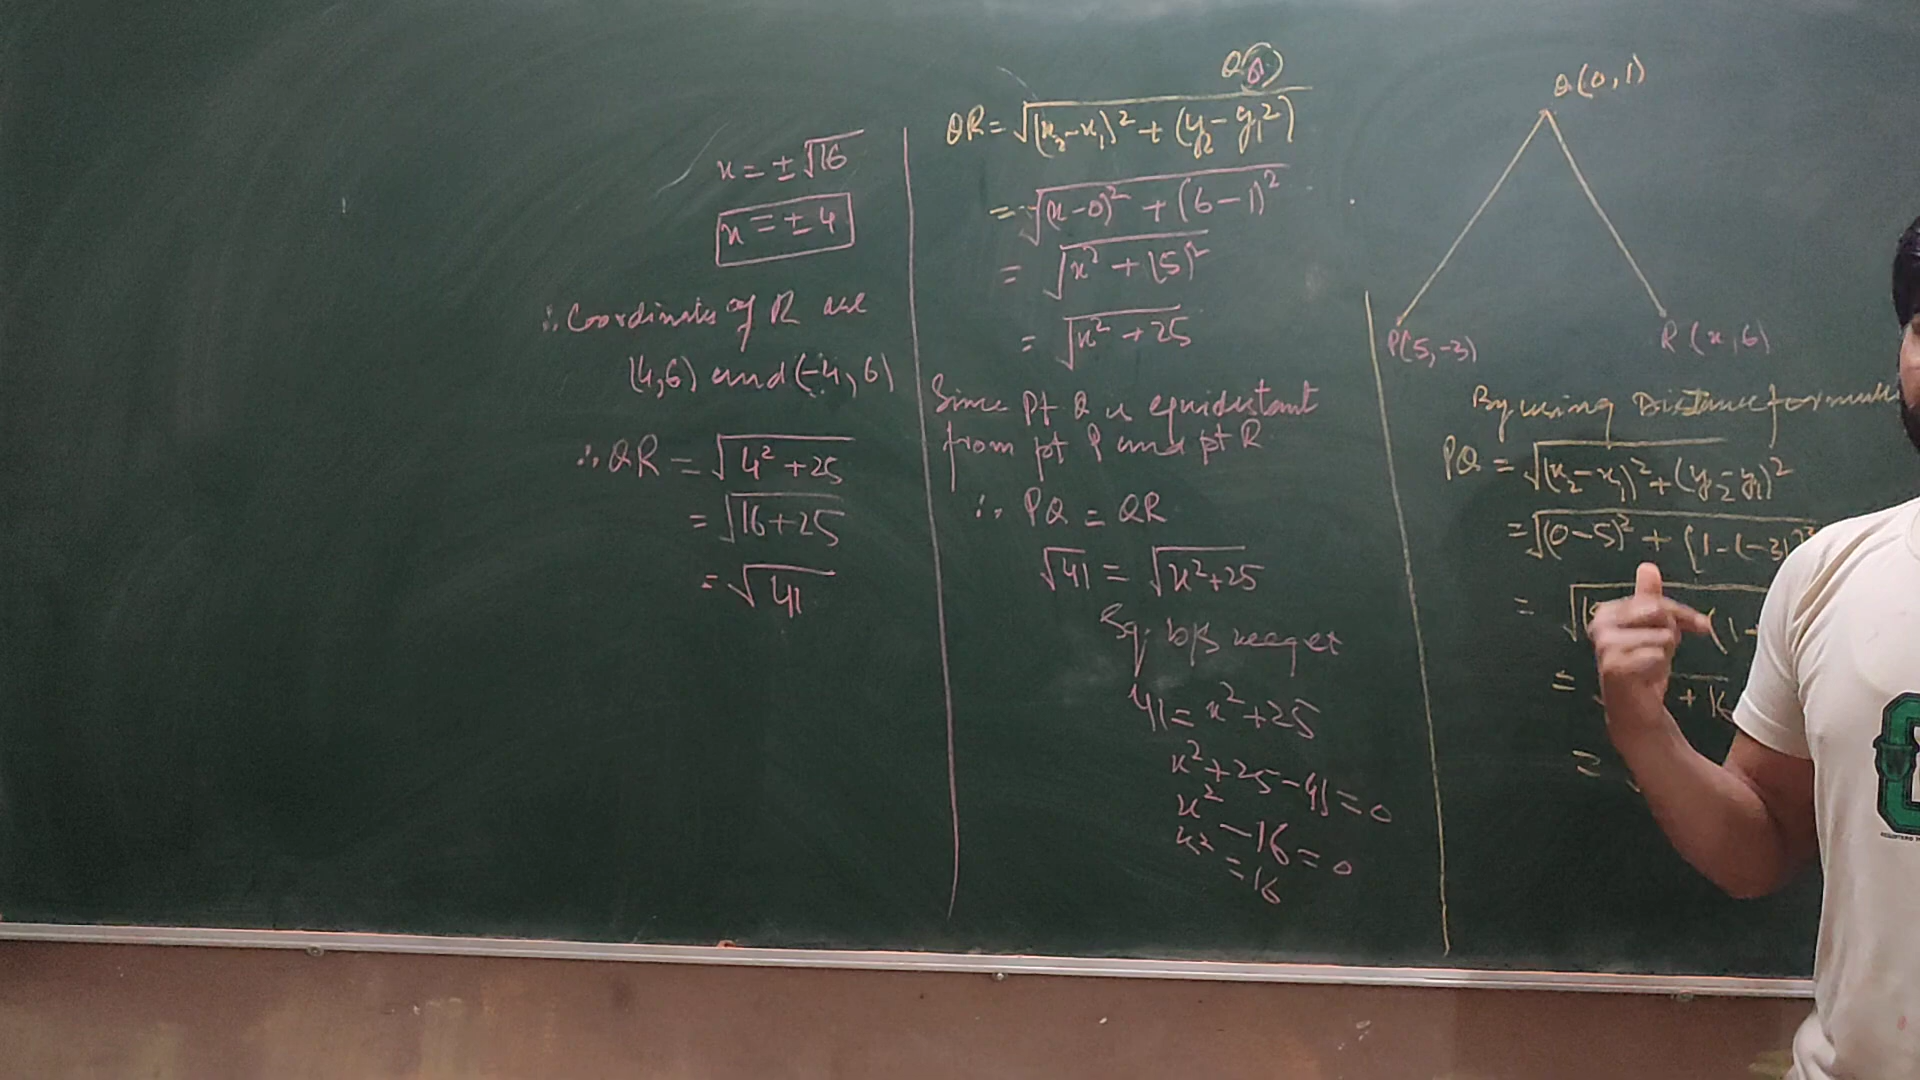 Q(0,1)
P(5,-3)
R(x,6)
By using Distance formula
PQ = √(x₂-x₁)² + (y₂-y₁)²
= √(0-5)² + (1-(-3))²
=
= + 16
=
Q(0)
QR = √(x₂-x₁)² + (y₂-y₁²)
= √(x-0)² + (6-1)²
= √x² + (5)²
= √x² + 25
Since Pt Q is equidistant
from pt P and pt R
∴ PQ = QR
√41 = √x²+25
Sq. b/s we get
41 = x²+25
x²+25-41=0
x²-16=0
x²=16
x = ±√16
x = ±4
∴ Coordinates of R are
(4,6) and (-4,6)
∴ QR = √4²+25
= √16+25
= √41